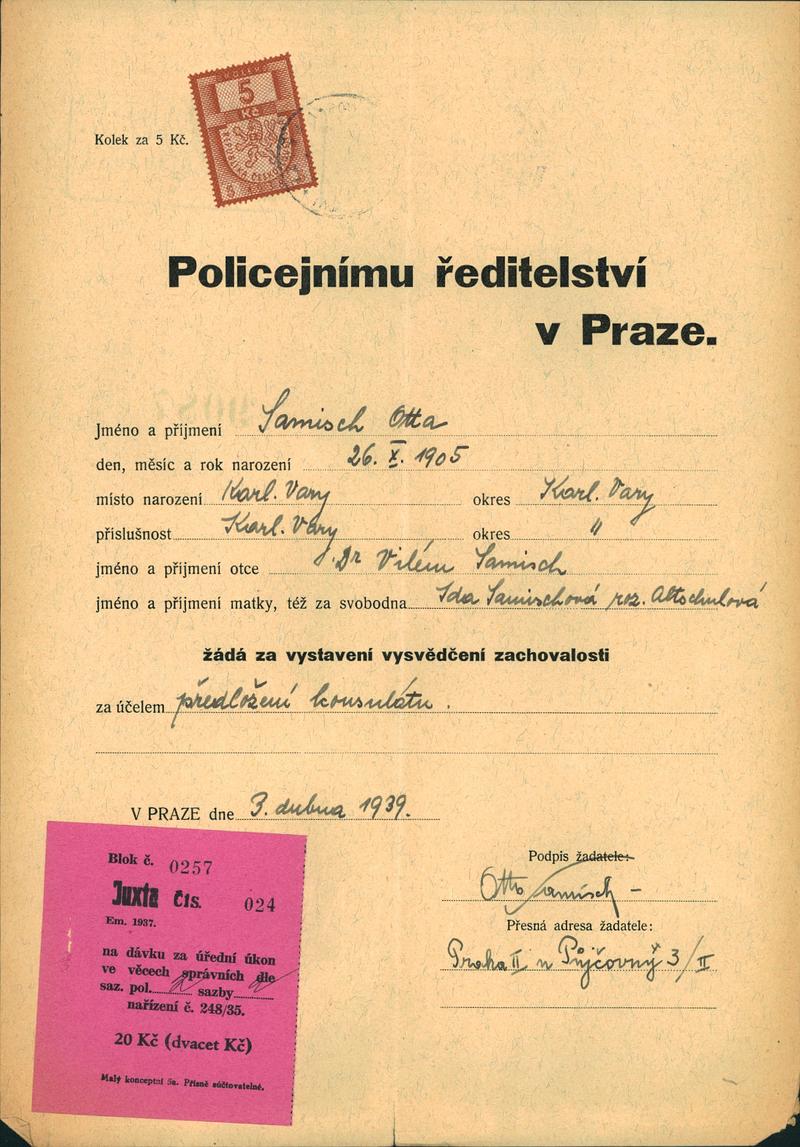 KOLEK
5
Kč
5
Kolek za 5 Kč.
Policejnímu ředitelství
v Praze.
Jméno a příjmení Samisch Otta
den, měsíc a rok narození 26. X. 1905
místo narození Karl. Vary okres Karl. Vary
příslušnost Karl. Vary okres "
jméno a příjmení otce Dr Vilém Samisch
jméno a příjmení matky, též za svobodna Ida Samischová roz. Altschulová
žádá za vystavení vysvědčení zachovalosti
za účelem předložení konsulátu.
V PRAZE dne 3. dubna 1939.
Podpis žadatele:
Otto Samisch
Přesná adresa žadatele:
Praha II n Půjčovny 3/II
Blok č. 0257
Juxta čís. 024
Em. 1937.
na dávku za úřední úkon
ve věcech správních dle
saz. pol. 2 sazby
nařízení č. 248/35.
20 Kč (dvacet Kč)
Malý konceptní 5a. Přísně súčtovatelné.